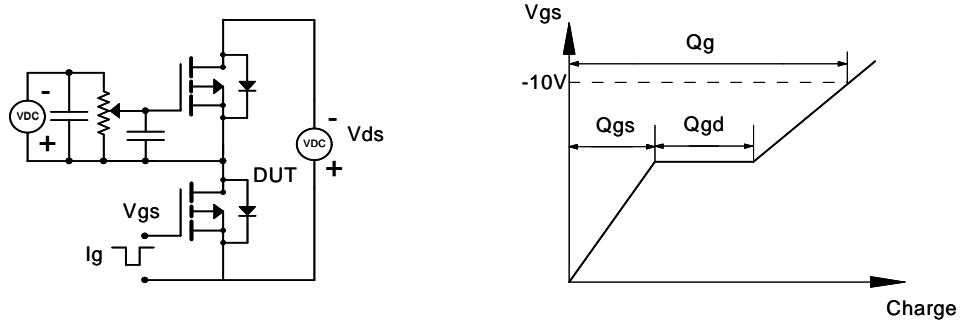 -
VDC
+
Vgs
Ig
DUT
-
VDC
+
Vds
Vgs
Qg
-10V
Qgs
Qgd
Charge